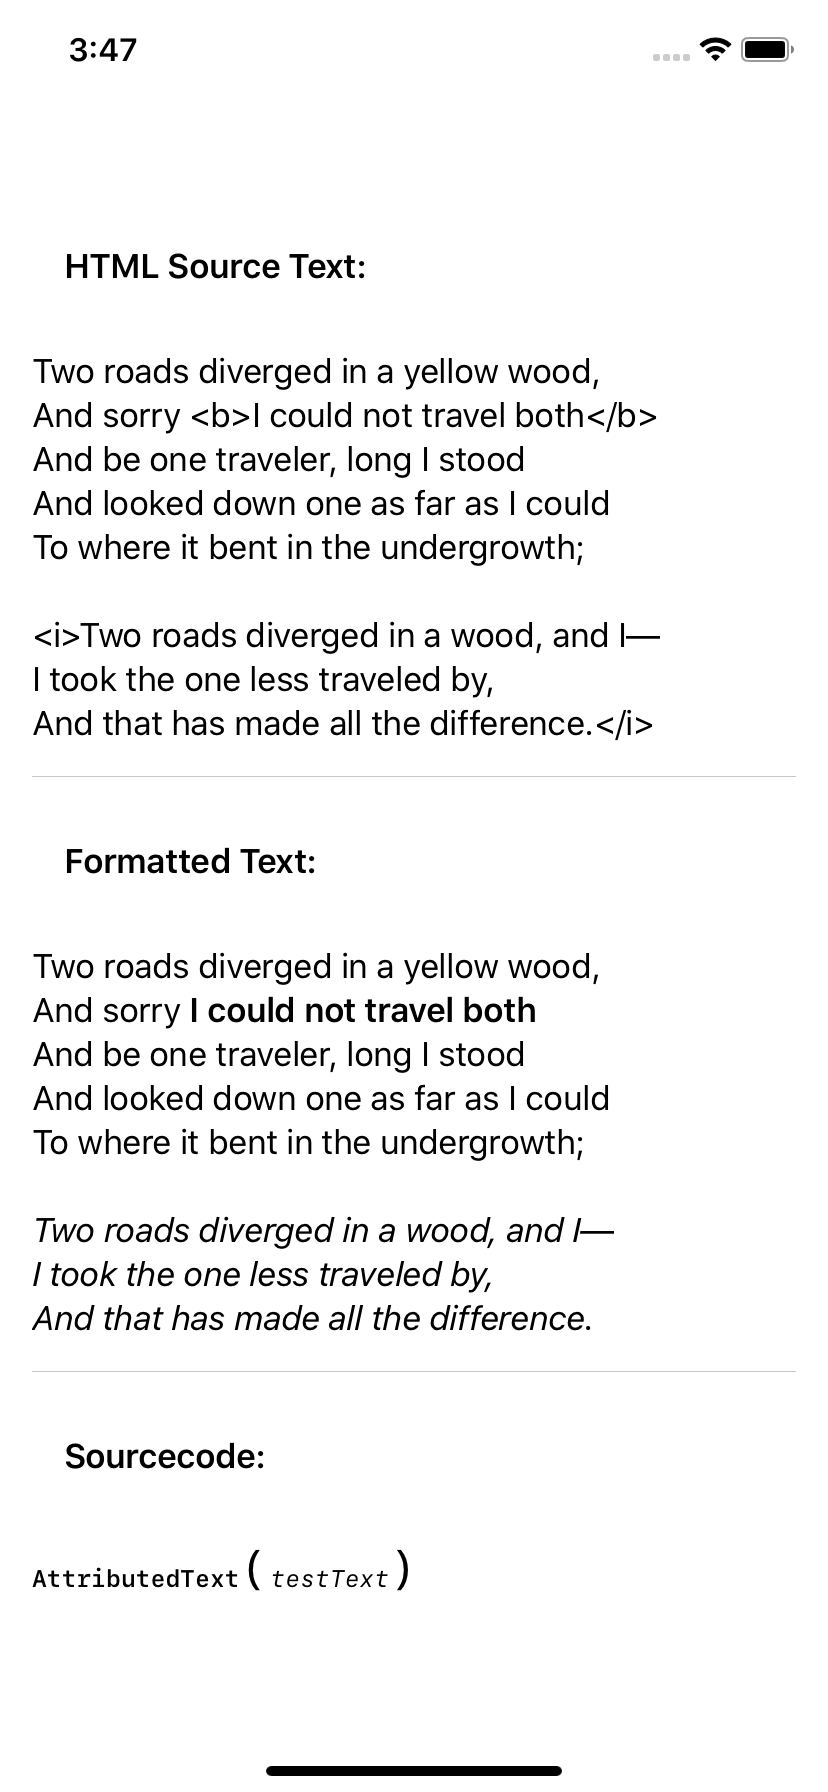 3:47
HTML Source Text:
Two roads diverged in a yellow wood,
And sorry <b>I could not travel both</b>
And be one traveler, long I stood
And looked down one as far as I could
To where it bent in the undergrowth;
<i>Two roads diverged in a wood, and I—
I took the one less traveled by,
And that has made all the difference.</i>
Formatted Text:
Two roads diverged in a yellow wood,
And sorry I could not travel both
And be one traveler, long I stood
And looked down one as far as I could
To where it bent in the undergrowth;
Two roads diverged in a wood, and I—
I took the one less traveled by,
And that has made all the difference.
Sourcecode:
AttributedText(testText)